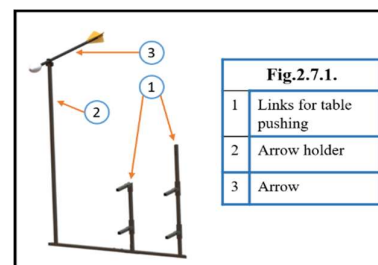 3
1
2
Fig.2.7.1.
1 Links for table
pushing
2 Arrow holder
3 Arrow